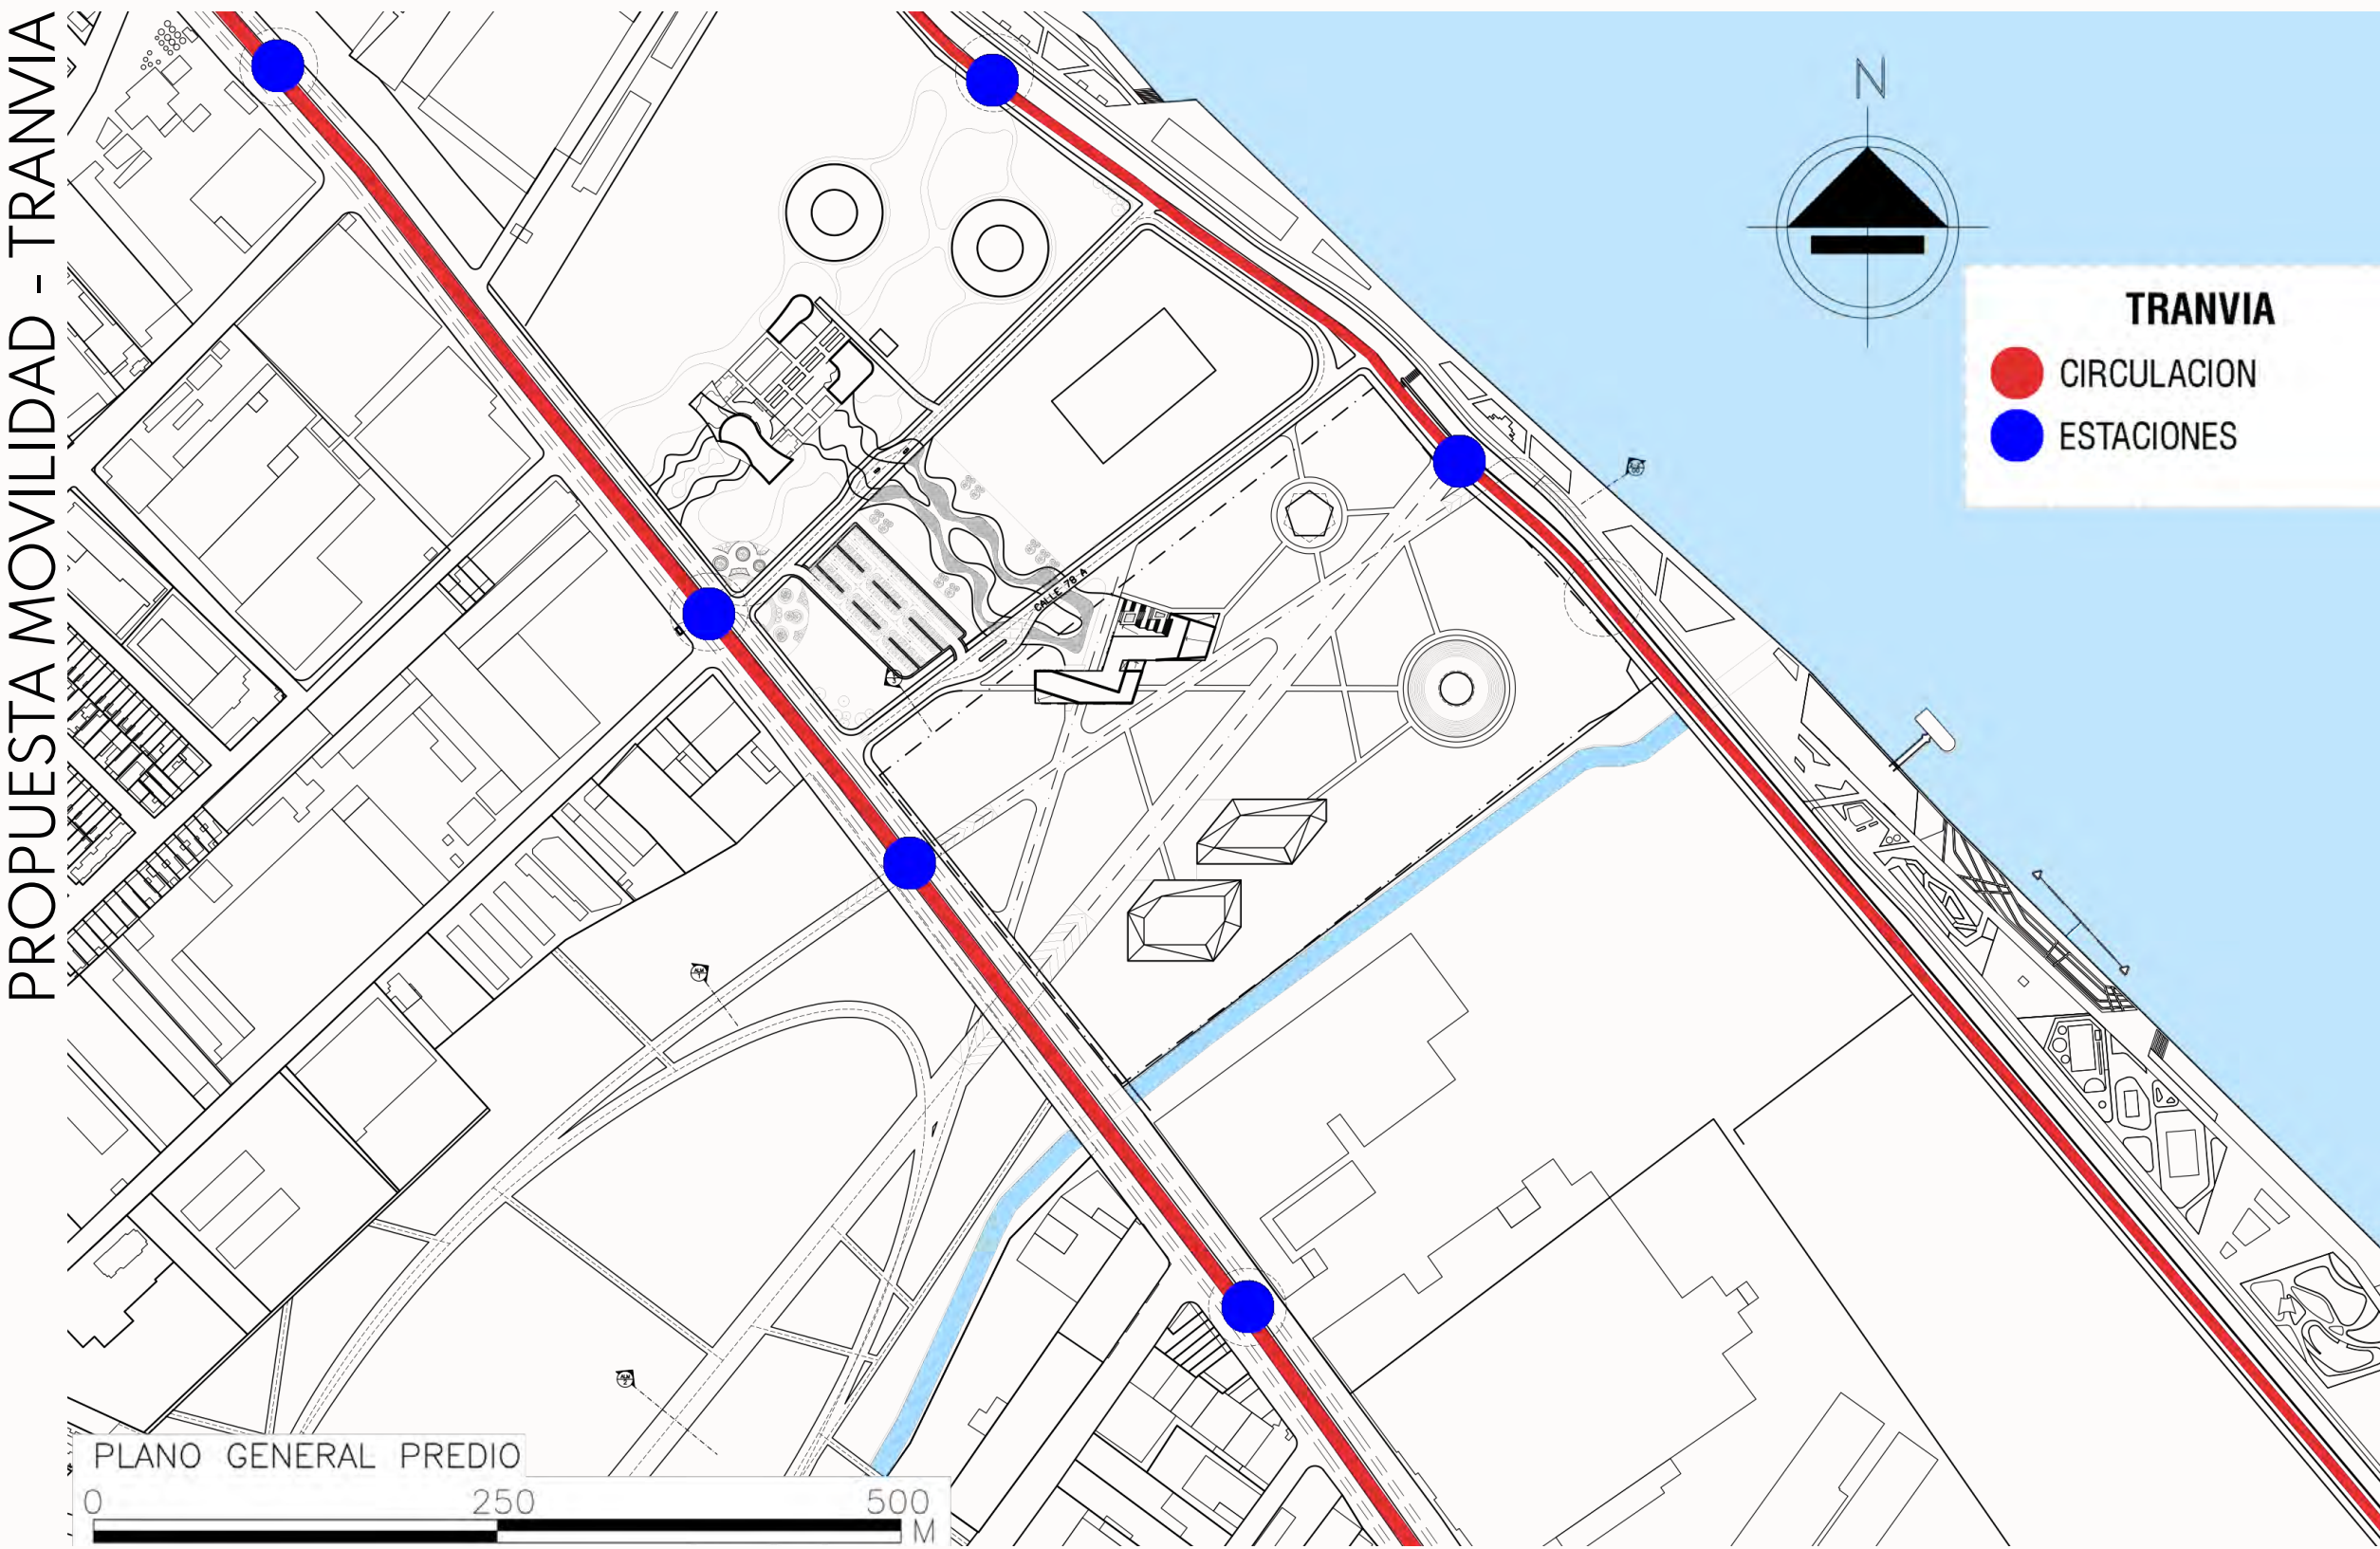 PROPUESTA MOVILIDAD - TRANVIA
N
TRANVIA
CIRCULACION
ESTACIONES
CALLE 78 A
PLANO GENERAL PREDIO
0 250 500
M